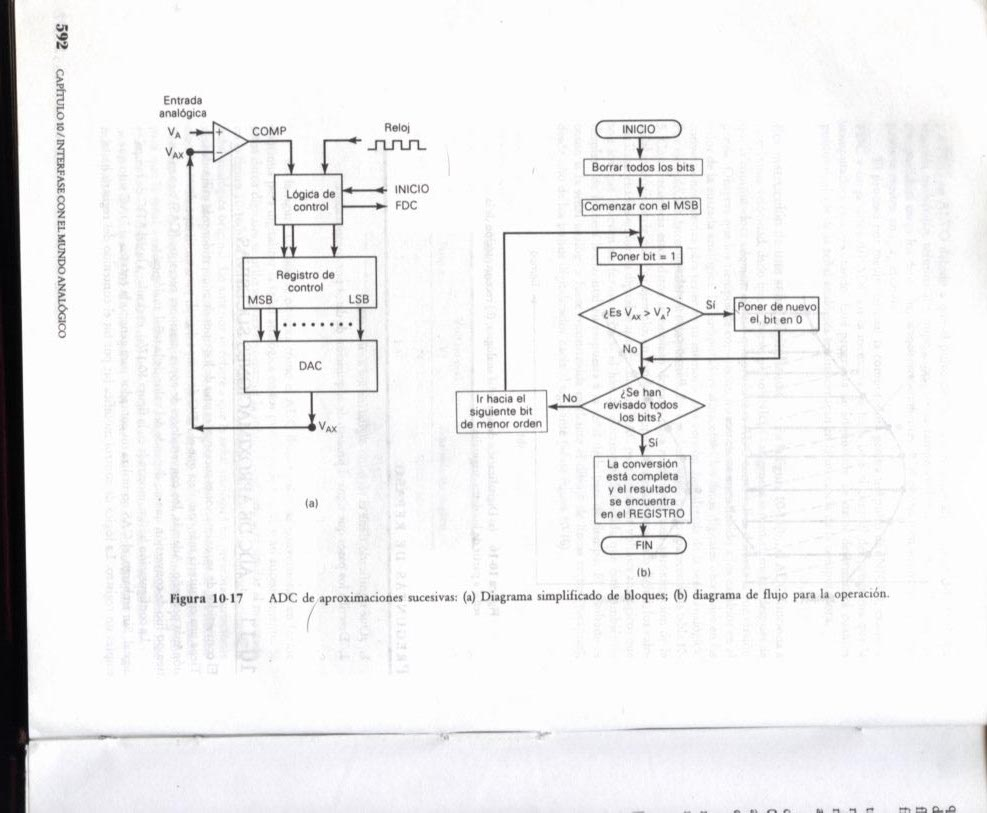 592 CAPÍTULO 10 / INTERFASE CON EL MUNDO ANALÓGICO
Entrada
analógica
V_A
+
COMP
V_AX
−
Reloj
Lógica de
control
INICIO
FDC
Registro de
control
MSB
LSB
DAC
V_AX
(a)
INICIO
Borrar todos los bits
Comenzar con el MSB
Poner bit = 1
¿Es V_AX > V_A?
Sí
Poner de nuevo
el bit en 0
No
¿Se han
revisado todos
los bits?
No
Ir hacia el
siguiente bit
de menor orden
Sí
La conversión
está completa
y el resultado
se encuentra
en el REGISTRO
FIN
(b)
Figura 10-17 ADC de aproximaciones sucesivas: (a) Diagrama simplificado de bloques; (b) diagrama de flujo para la operación.